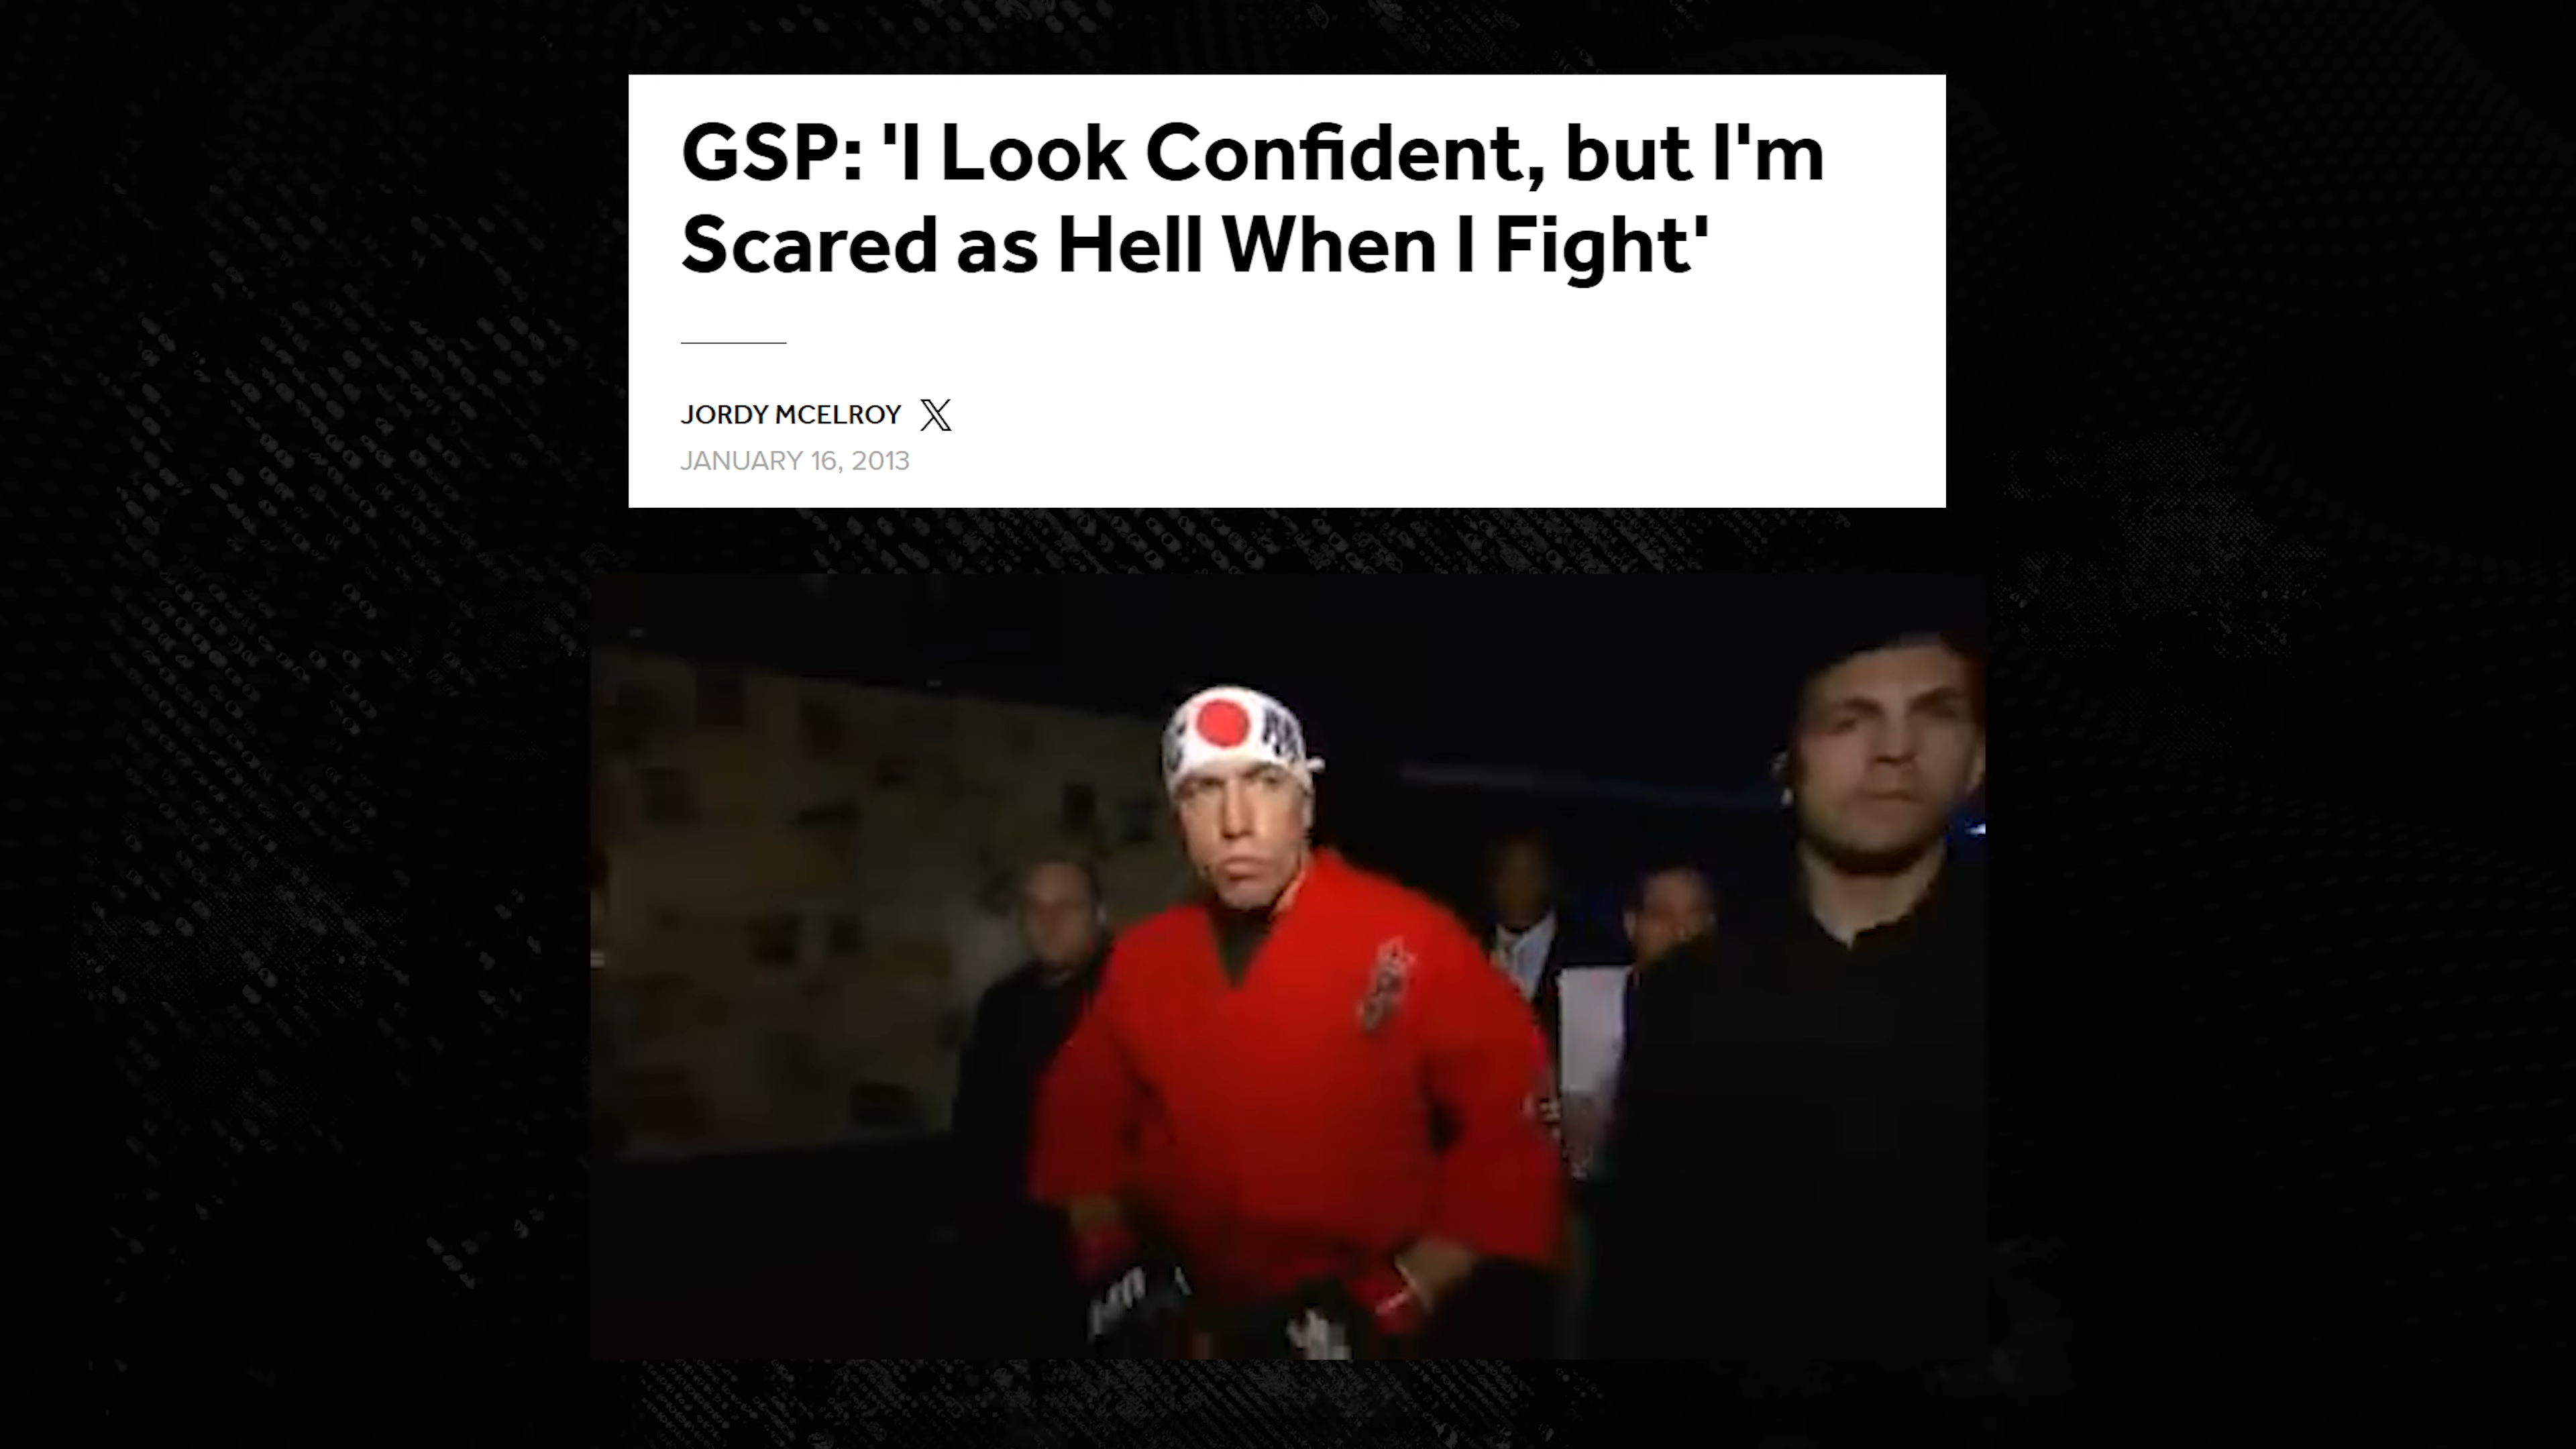 GSP: 'I Look Confident, but I'm
Scared as Hell When I Fight'
JORDY MCELROY
JANUARY 16, 2013